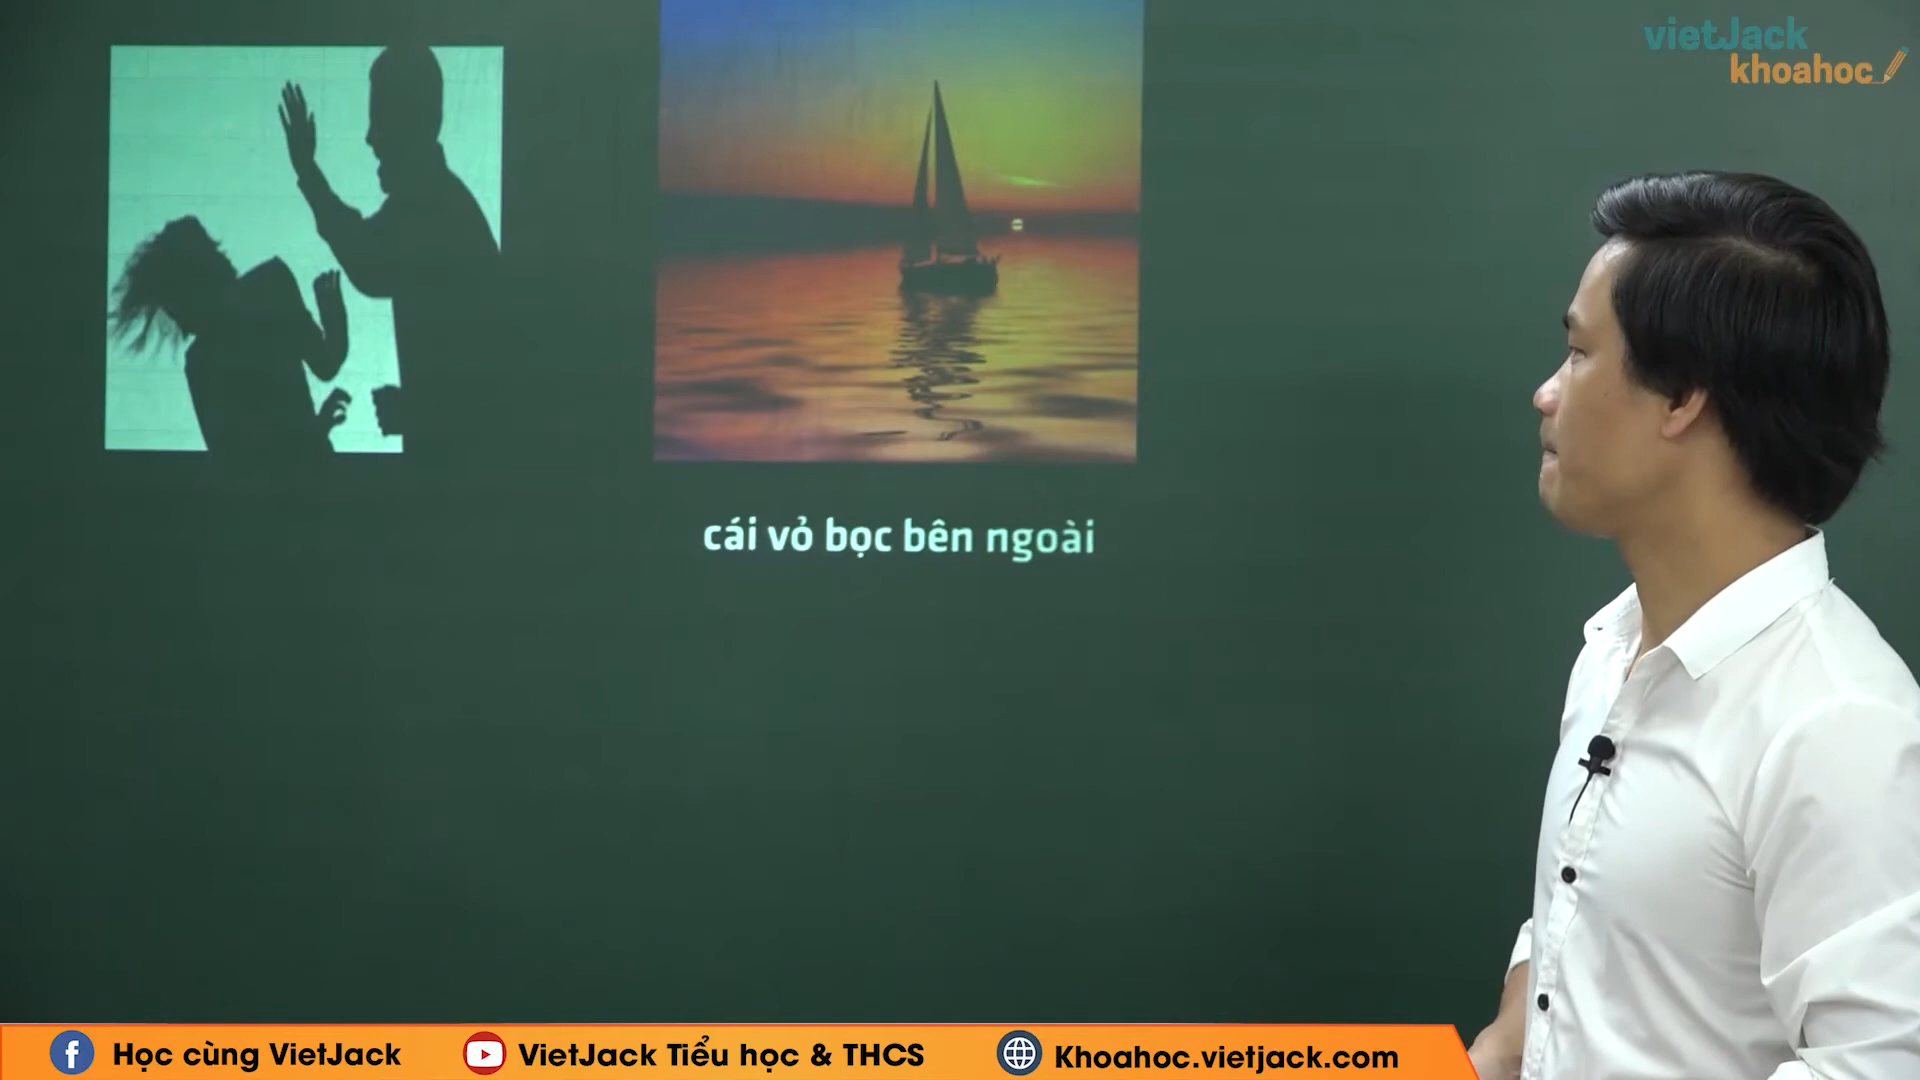 vietJack
khoahoc
cái vỏ bọc bên ngoài
Học cùng VietJack
VietJack Tiểu học & THCS
Khoahoc.vietjack.com